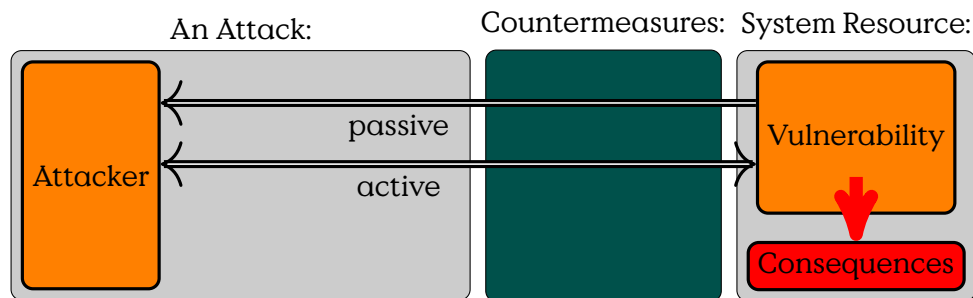 An Attack:
Countermeasures:
System Resource:
Attacker
passive
active
Vulnerability
Consequences